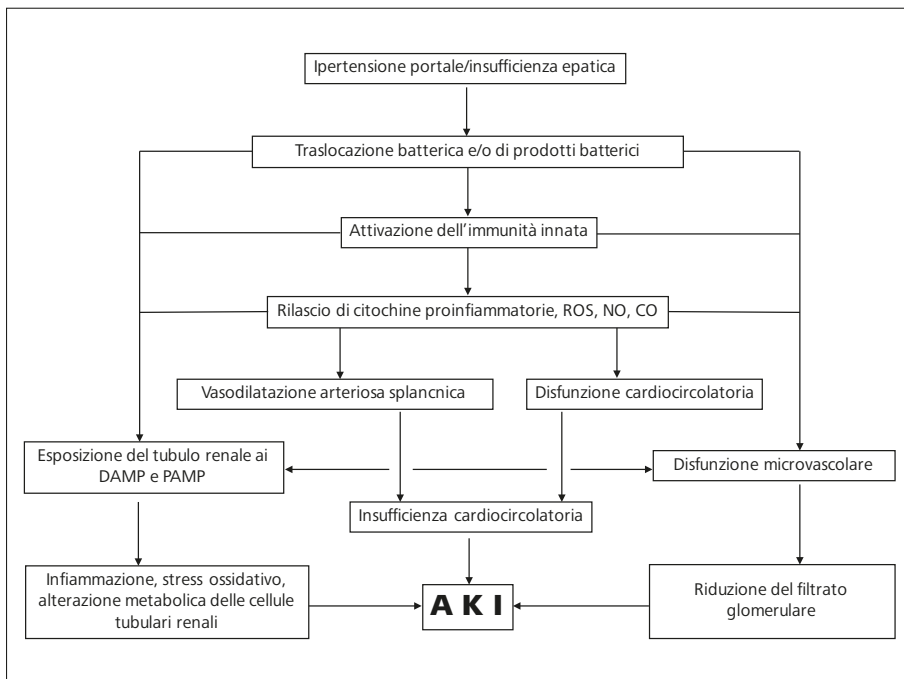 Ipertensione portale/insufficienza epatica
Traslocazione batterica e/o di prodotti batterici
Attivazione dell'immunità innata
Rilascio di citochine proinfiammatorie, ROS, NO, CO
Vasodilatazione arteriosa splancnica
Disfunzione cardiocircolatoria
Esposizione del tubulo renale ai
DAMP e PAMP
Disfunzione microvascolare
Insufficienza cardiocircolatoria
Infiammazione, stress ossidativo,
alterazione metabolica delle cellule
tubulari renali
AKI
Riduzione del filtrato
glomerulare